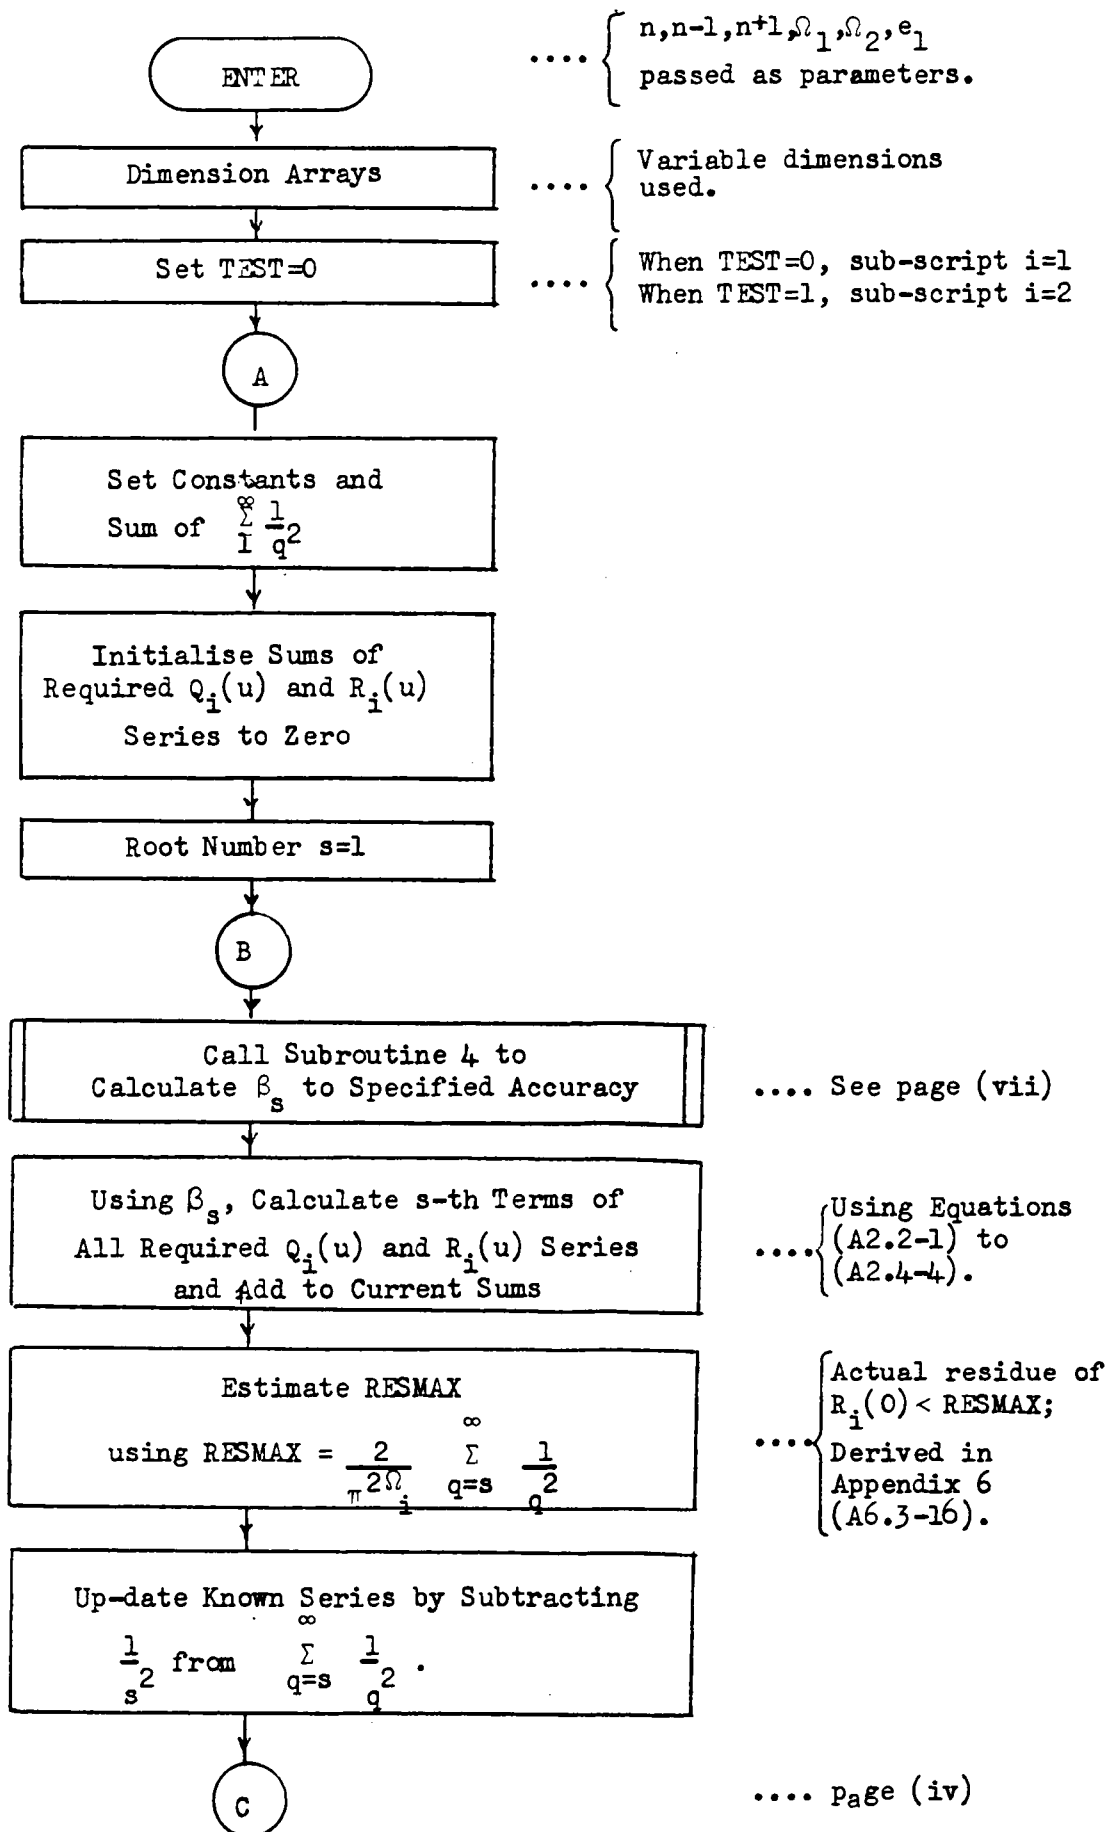 ENTER
.... n,n-1,n+1,Ω₁,Ω₂,e₁
passed as parameters.
Dimension Arrays
.... Variable dimensions
used.
Set TEST=0
.... When TEST=0, sub-script i=1
When TEST=1, sub-script i=2
A
Set Constants and
Sum of ∑₁^∞ 1/q²
Initialise Sums of
Required Qᵢ(u) and Rᵢ(u)
Series to Zero
Root Number s=1
B
Call Subroutine 4 to
Calculate βₛ to Specified Accuracy
.... See page (vii)
Using βₛ, Calculate s-th Terms of
All Required Qᵢ(u) and Rᵢ(u) Series
and Add to Current Sums
.... Using Equations
(A2.2-1) to
(A2.4-4).
Estimate RESMAX
using RESMAX = 2/(π²Ωᵢ) ∑_{q=s}^∞ 1/q²
.... Actual residue of
Rᵢ(0) < RESMAX;
Derived in
Appendix 6
(A6.3-16).
Up-date Known Series by Subtracting
1/s² from ∑_{q=s}^∞ 1/q² .
C
.... page (iv)